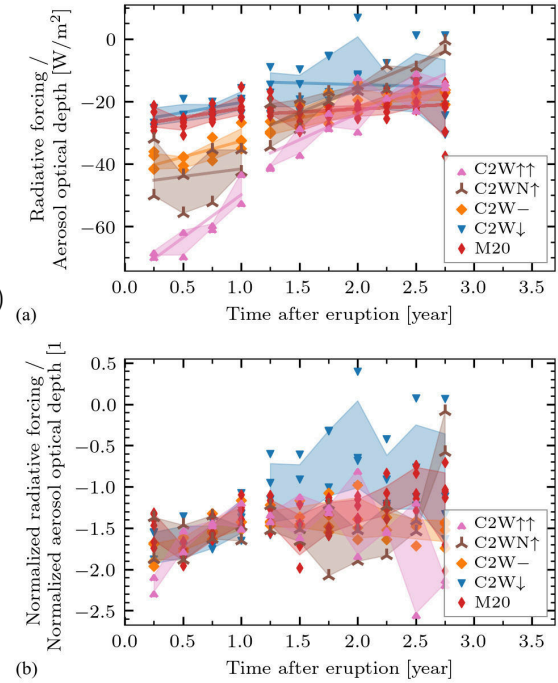 Radiative forcing /
Aerosol optical depth [W/m²]
0
−20
−40
−60
C2W↑↑
C2WN↑
C2W−
C2W↓
M20
0.0 0.5 1.0 1.5 2.0 2.5 3.0 3.5
Time after eruption [year]
)
(a)
Normalized radiative forcing /
Normalized aerosol optical depth [1
0.5
0.0
−0.5
−1.0
−1.5
−2.0
−2.5
C2W↑↑
C2WN↑
C2W−
C2W↓
M20
0.0 0.5 1.0 1.5 2.0 2.5 3.0 3.5
Time after eruption [year]
(b)